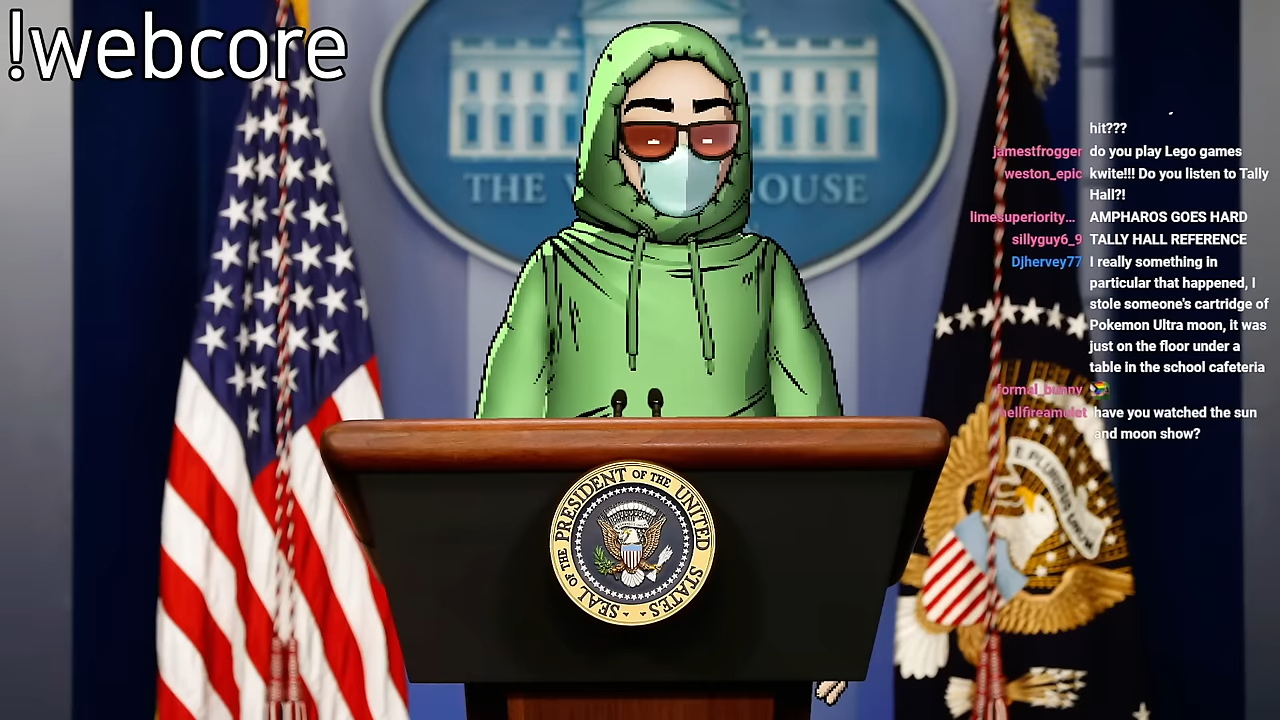 !webcore
THE W HOUSE
hit???
jamestfrogger do you play Lego games
weston_epic kwite!!! Do you listen to Tally
Hall?!
limesuperiority... AMPHAROS GOES HARD
sillyguy6_9 TALLY HALL REFERENCE
Djhervey77 I really something in
particular that happened, I
stole someone's cartridge of
Pokemon Ultra moon, it was
just on the floor under a
table in the school cafeteria
formal_bunny
hellfireamulet have you watched the sun
and moon show?
E PLURIBUS UNUM
SEAL OF THE PRESIDENT OF THE UNITED STATES